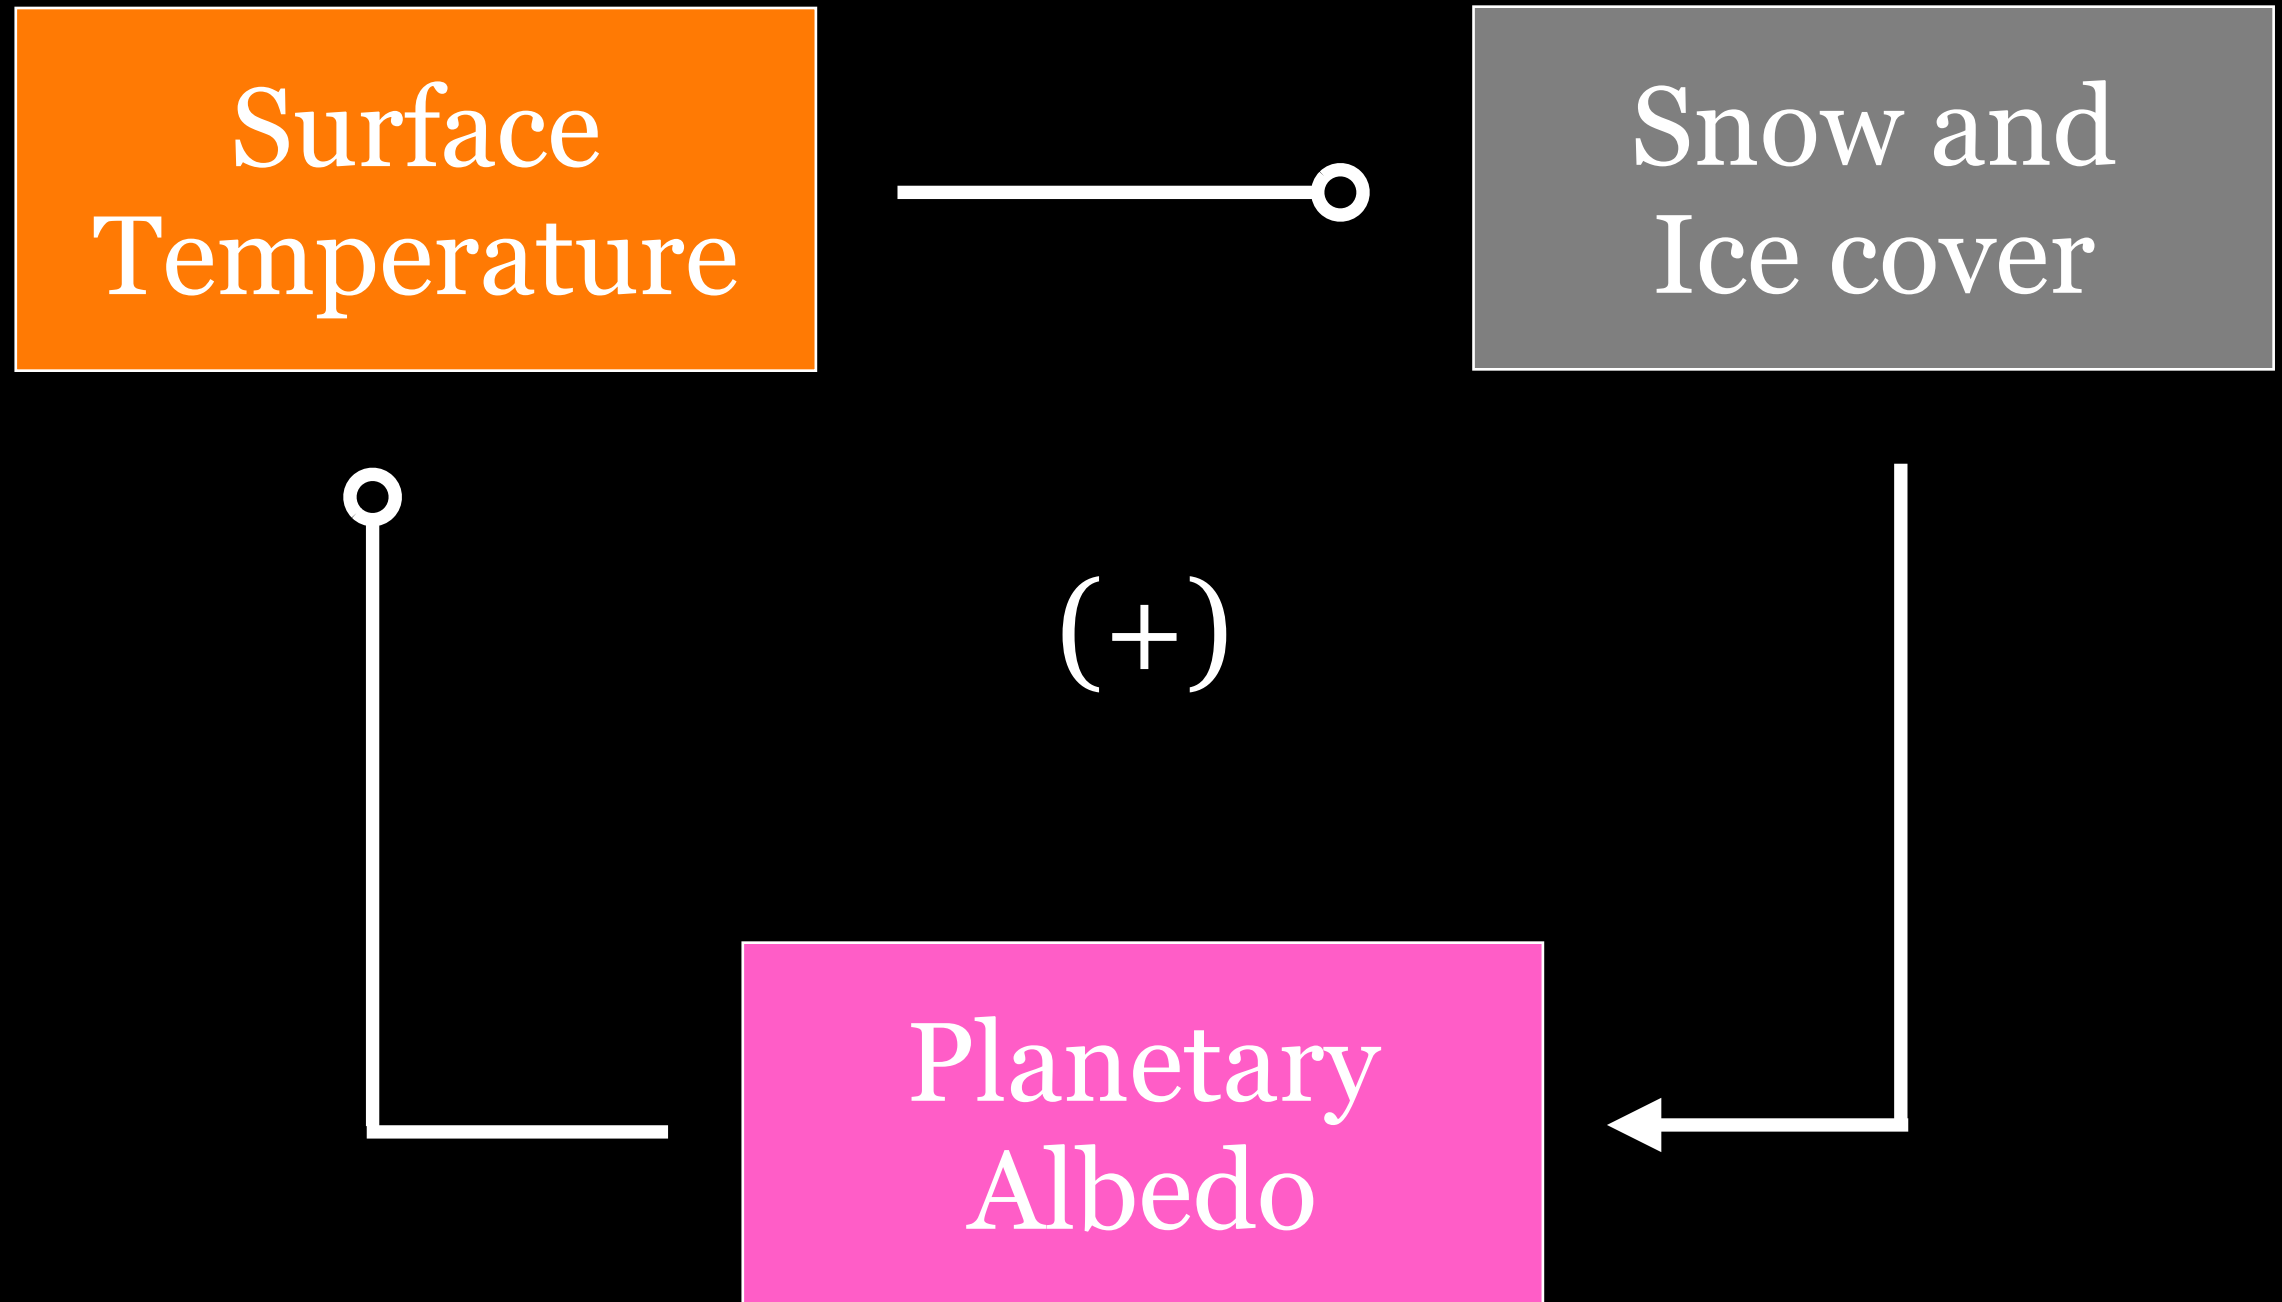 Surface
Temperature
Snow and
Ice cover
(+)
Planetary
Albedo